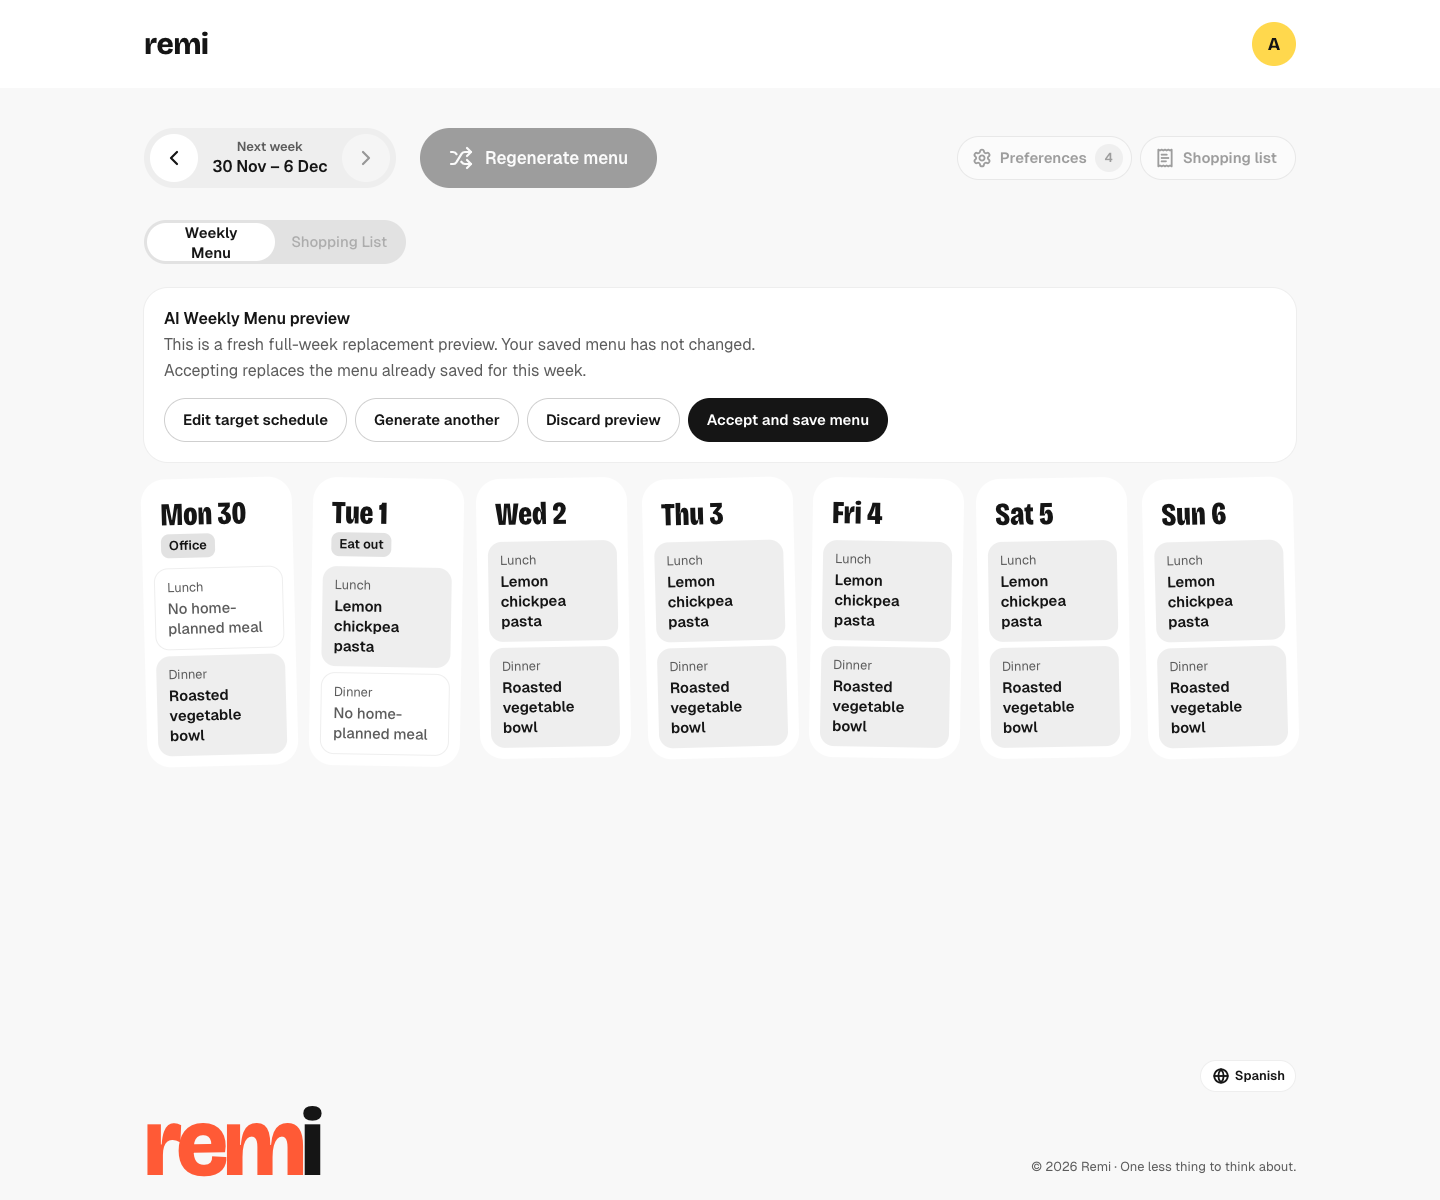 remi
A
Next week
30 Nov – 6 Dec
Regenerate menu
Preferences 4
Shopping list
Weekly
Menu
Shopping List
AI Weekly Menu preview
This is a fresh full-week replacement preview. Your saved menu has not changed.
Accepting replaces the menu already saved for this week.
Edit target schedule
Generate another
Discard preview
Accept and save menu
Mon 30
Office
Lunch
No home-
planned meal
Dinner
Roasted
vegetable
bowl
Tue 1
Eat out
Lunch
Lemon
chickpea
pasta
Dinner
No home-
planned meal
Wed 2
Lunch
Lemon
chickpea
pasta
Dinner
Roasted
vegetable
bowl
Thu 3
Lunch
Lemon
chickpea
pasta
Dinner
Roasted
vegetable
bowl
Fri 4
Lunch
Lemon
chickpea
pasta
Dinner
Roasted
vegetable
bowl
Sat 5
Lunch
Lemon
chickpea
pasta
Dinner
Roasted
vegetable
bowl
Sun 6
Lunch
Lemon
chickpea
pasta
Dinner
Roasted
vegetable
bowl
Spanish
remi
© 2026 Remi · One less thing to think about.